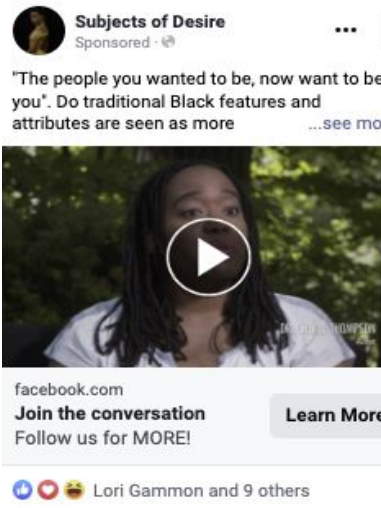 Subjects of Desire
Sponsored ·
"The people you wanted to be, now want to be
you". Do traditional Black features and
attributes are seen as more ...see mo
THOMPSON
facebook.com
Join the conversation
Follow us for MORE!
Learn More
Lori Gammon and 9 others